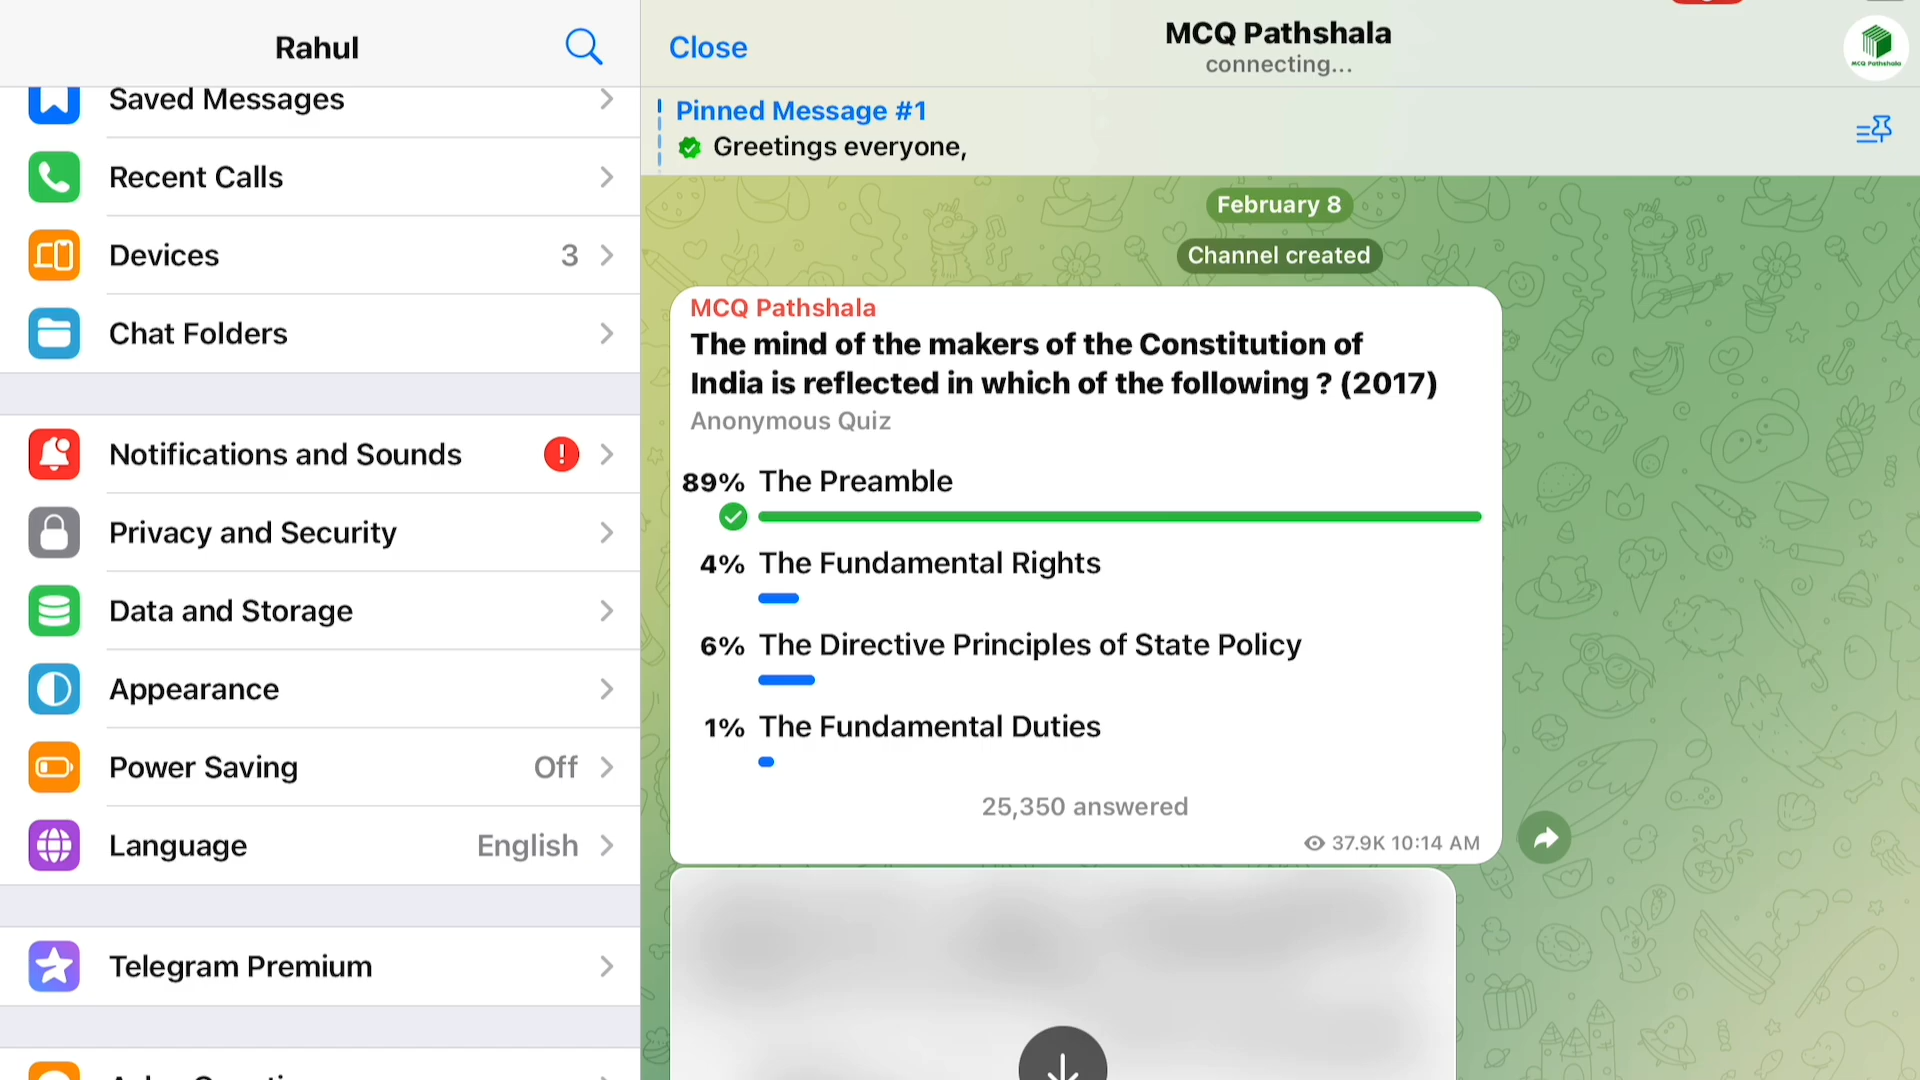 Rahul
Saved Messages
Recent Calls
Devices
3
Chat Folders
Notifications and Sounds
!
Privacy and Security
Data and Storage
Appearance
Power Saving
Off
Language
English
Telegram Premium
Close
MCQ Pathshala
connecting...
MCQ Pathshala
Pinned Message #1
Greetings everyone,
February 8
Channel created
MCQ Pathshala
The mind of the makers of the Constitution of
India is reflected in which of the following ? (2017)
Anonymous Quiz
89% The Preamble
4% The Fundamental Rights
6% The Directive Principles of State Policy
1% The Fundamental Duties
25,350 answered
37.9K 10:14 AM